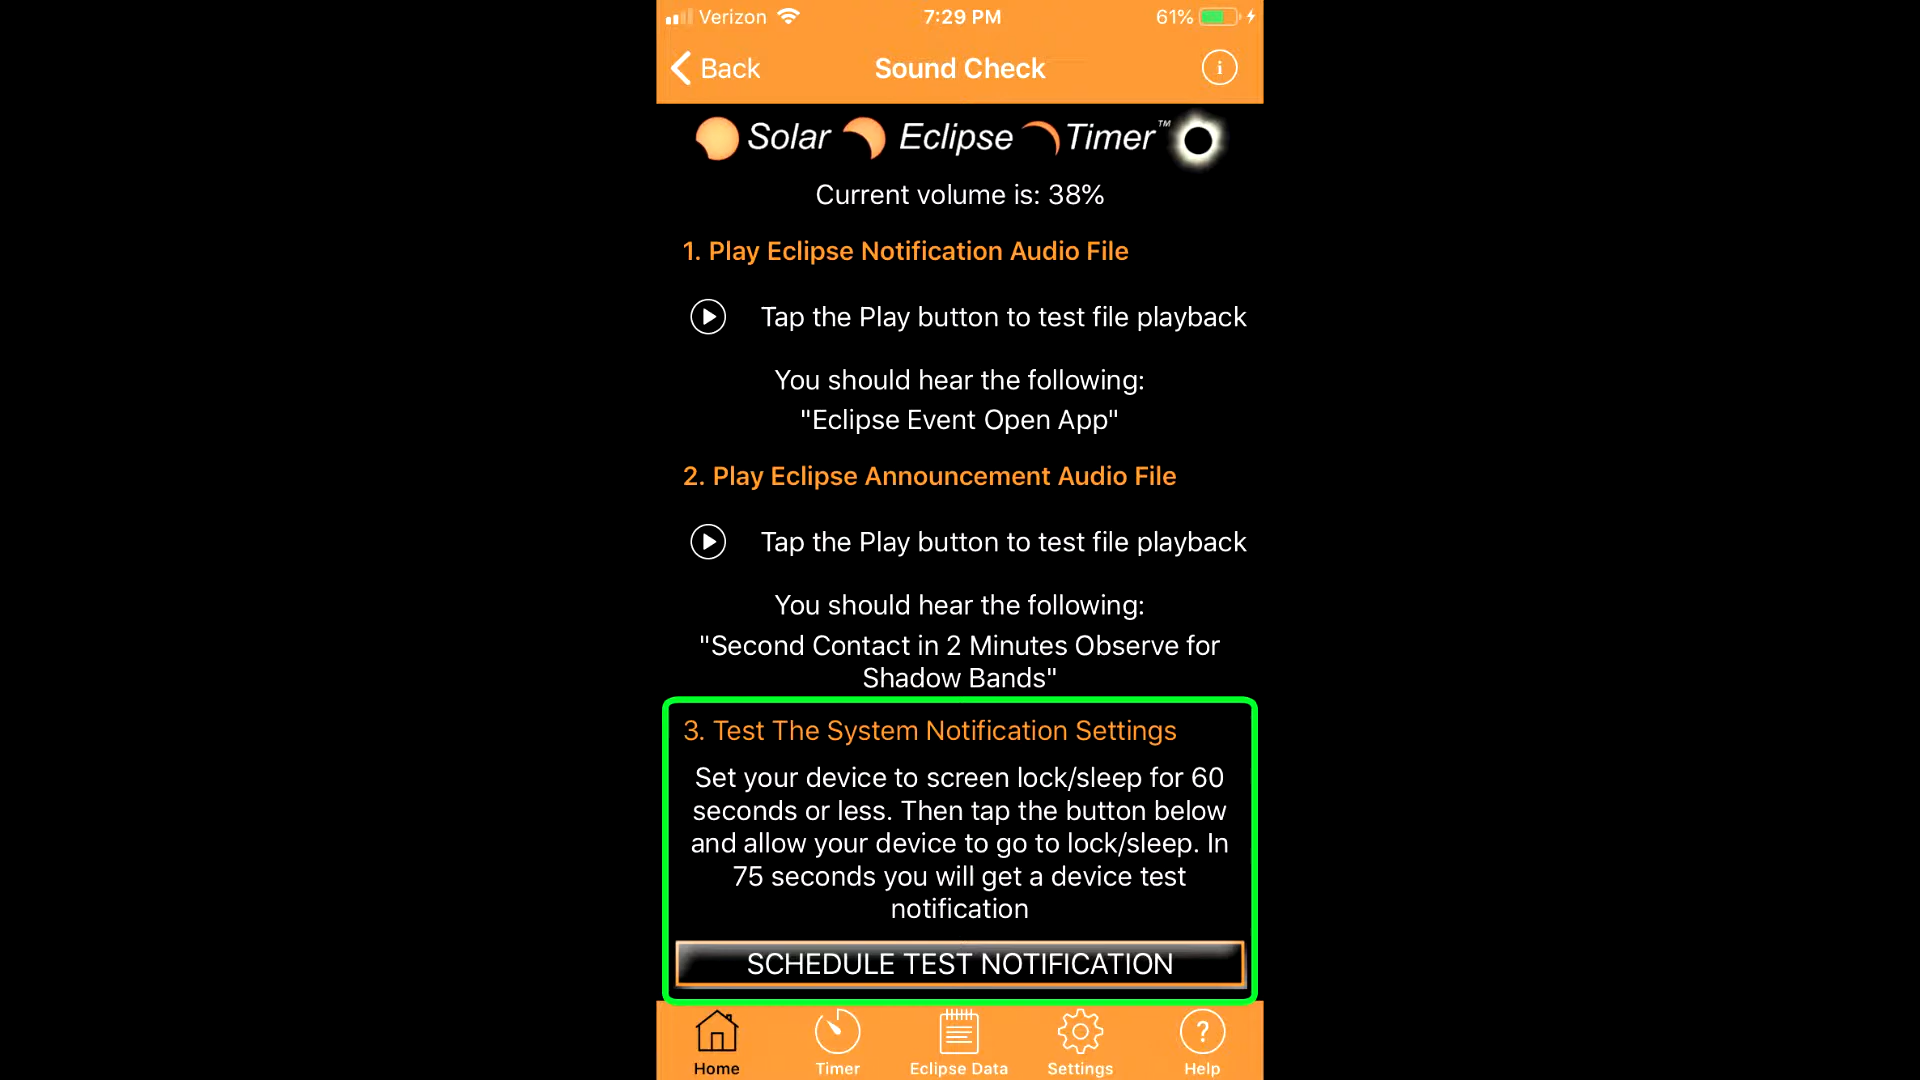 Verizon 7:29 PM 61%
Back Sound Check i
Solar Eclipse Timer™
Current volume is: 38%
1. Play Eclipse Notification Audio File
Tap the Play button to test file playback
You should hear the following:
"Eclipse Event Open App"
2. Play Eclipse Announcement Audio File
Tap the Play button to test file playback
You should hear the following:
"Second Contact in 2 Minutes Observe for
Shadow Bands"
3. Test The System Notification Settings
Set your device to screen lock/sleep for 60
seconds or less. Then tap the button below
and allow your device to go to lock/sleep. In
75 seconds you will get a device test
notification
SCHEDULE TEST NOTIFICATION
?
Home Timer Eclipse Data Settings Help